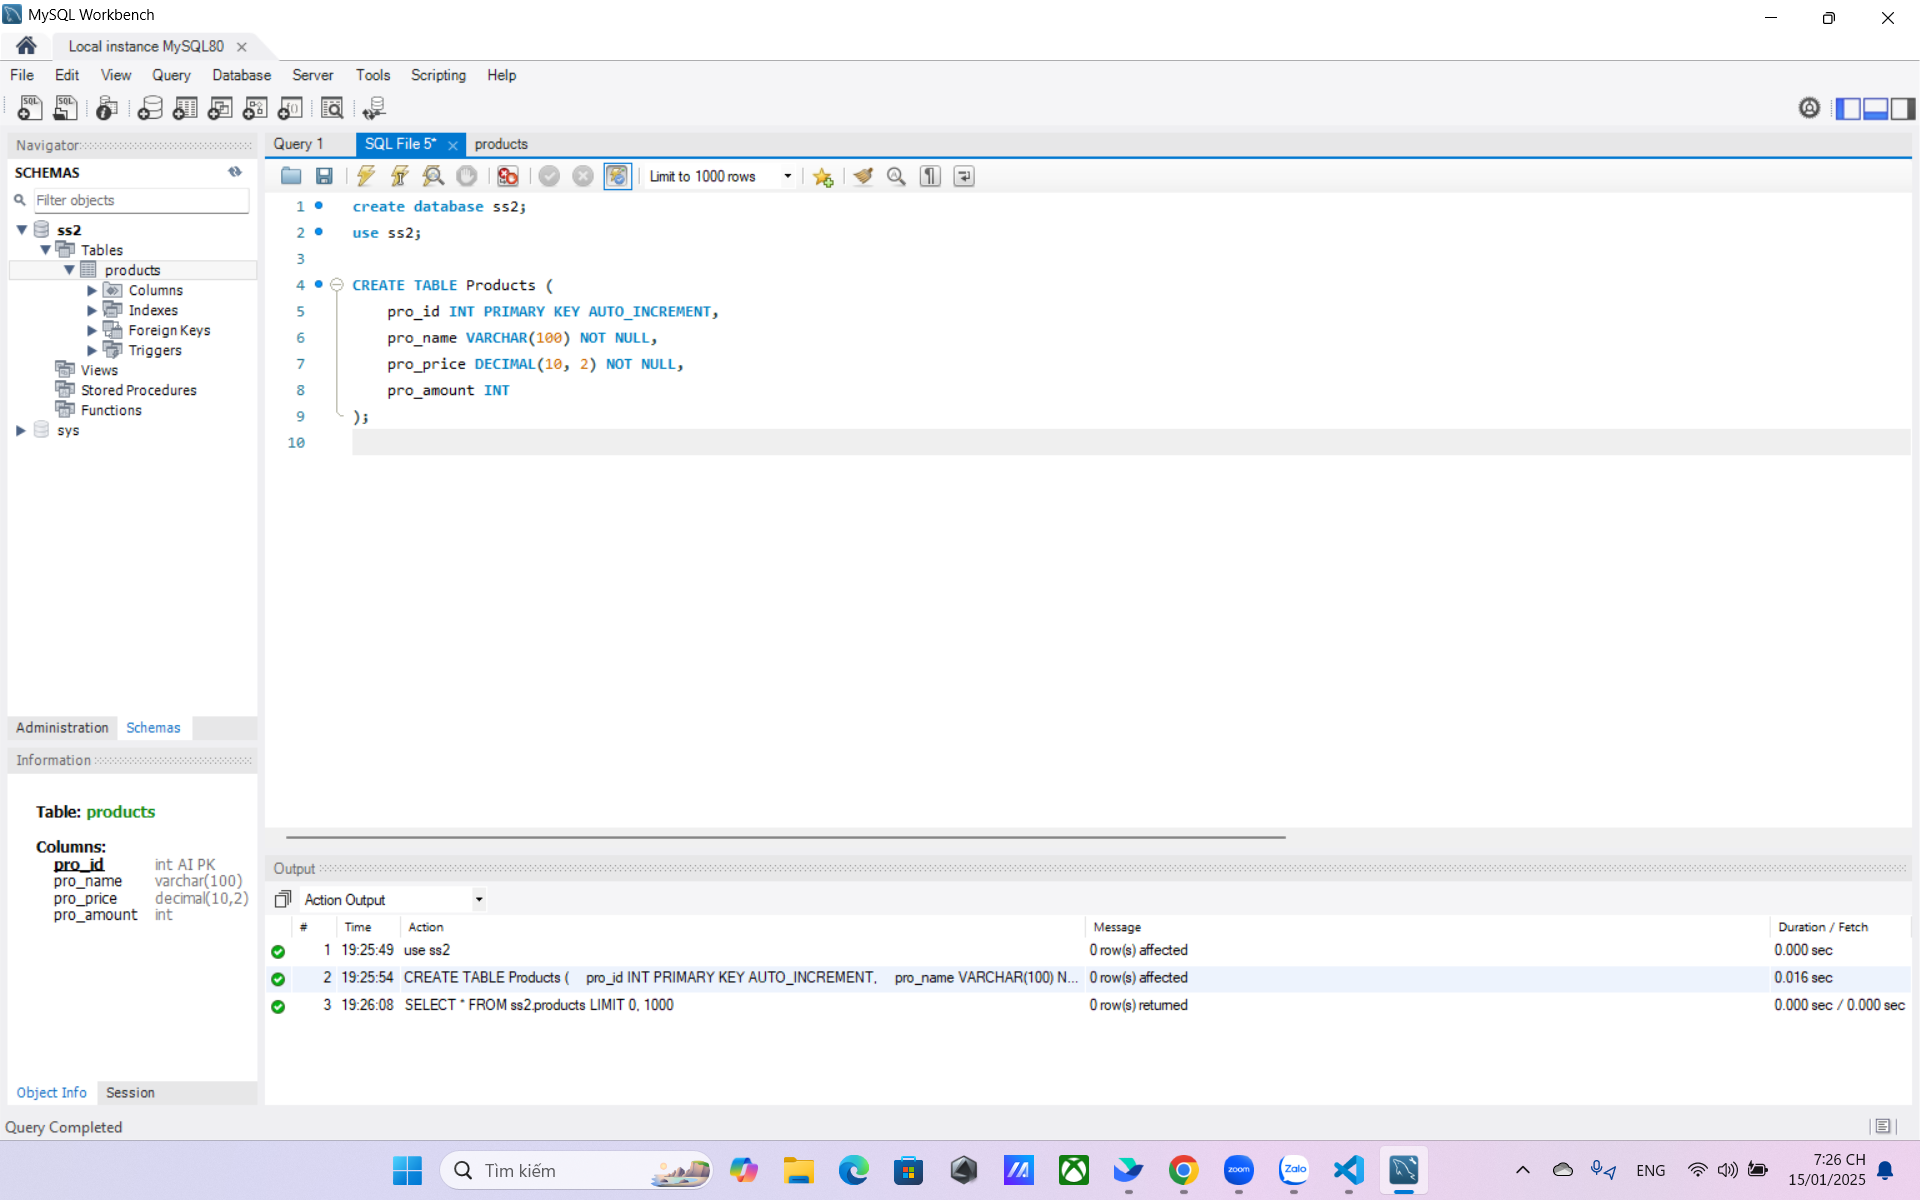 MySQL Workbench
Local instance MySQL80
File Edit View Query Database Server Tools Scripting Help
Navigator
SCHEMAS
Filter objects
ss2
Tables
products
Columns
Indexes
Foreign Keys
Triggers
Views
Stored Procedures
Functions
sys
Administration Schemas
Information
Table: products
Columns:
pro_id int AI PK
pro_name varchar(100)
pro_price decimal(10,2)
pro_amount int
Object Info Session
Query 1 SQL File 5* products
Limit to 1000 rows
1 create database ss2;
2 use ss2;
3
4 CREATE TABLE Products (
5 pro_id INT PRIMARY KEY AUTO_INCREMENT,
6 pro_name VARCHAR(100) NOT NULL,
7 pro_price DECIMAL(10, 2) NOT NULL,
8 pro_amount INT
9 );
10
Output
Action Output
# Time Action Message Duration / Fetch
1 19:25:49 use ss2 0 row(s) affected 0.000 sec
2 19:25:54 CREATE TABLE Products ( pro_id INT PRIMARY KEY AUTO_INCREMENT, pro_name VARCHAR(100) N... 0 row(s) affected 0.016 sec
3 19:26:08 SELECT * FROM ss2.products LIMIT 0, 1000 0 row(s) returned 0.000 sec / 0.000 sec
Query Completed
Tìm kiếm
zoom
Zalo
ENG
7:26 CH
15/01/2025